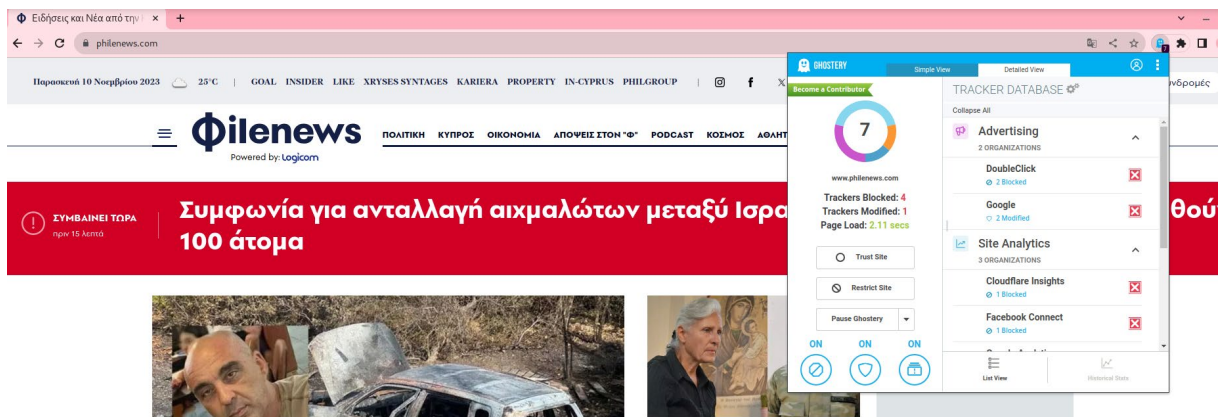 Ειδήσεις και Νέα από την
philenews.com
7
Παρασκευή 10 Νοεμβρίου 2023 25°C | GOAL INSIDER LIKE XRYSES SYNTAGES KARIERA PROPERTY IN-CYPRUS PHILGROUP |
Φilenews
Powered by: Logicom
ΠΟΛΙΤΙΚΗ ΚΥΠΡΟΣ ΟΙΚΟΝΟΜΙΑ ΑΠΟΨΕΙΣ ΣΤΟΝ "Φ" PODCAST ΚΟΣΜΟΣ
ΣΥΜΒΑΙΝΕΙ ΤΩΡΑ
πριν 15 λεπτά
Συμφωνία για ανταλλαγή αιχμαλώτων μεταξύ
100 άτομα
GHOSTERY
Simple View
Detailed View
Become a Contributor
7
www.philenews.com
Trackers Blocked: 4
Trackers Modified: 1
Page Load: 2.11 secs
Trust Site
Restrict Site
Pause Ghostery
ON ON ON
TRACKER DATABASE
Collapse All
Advertising
2 ORGANIZATIONS
DoubleClick
2 Blocked
Google
2 Modified
Site Analytics
3 ORGANIZATIONS
Cloudflare Insights
1 Blocked
Facebook Connect
1 Blocked
List View
Historical Stats